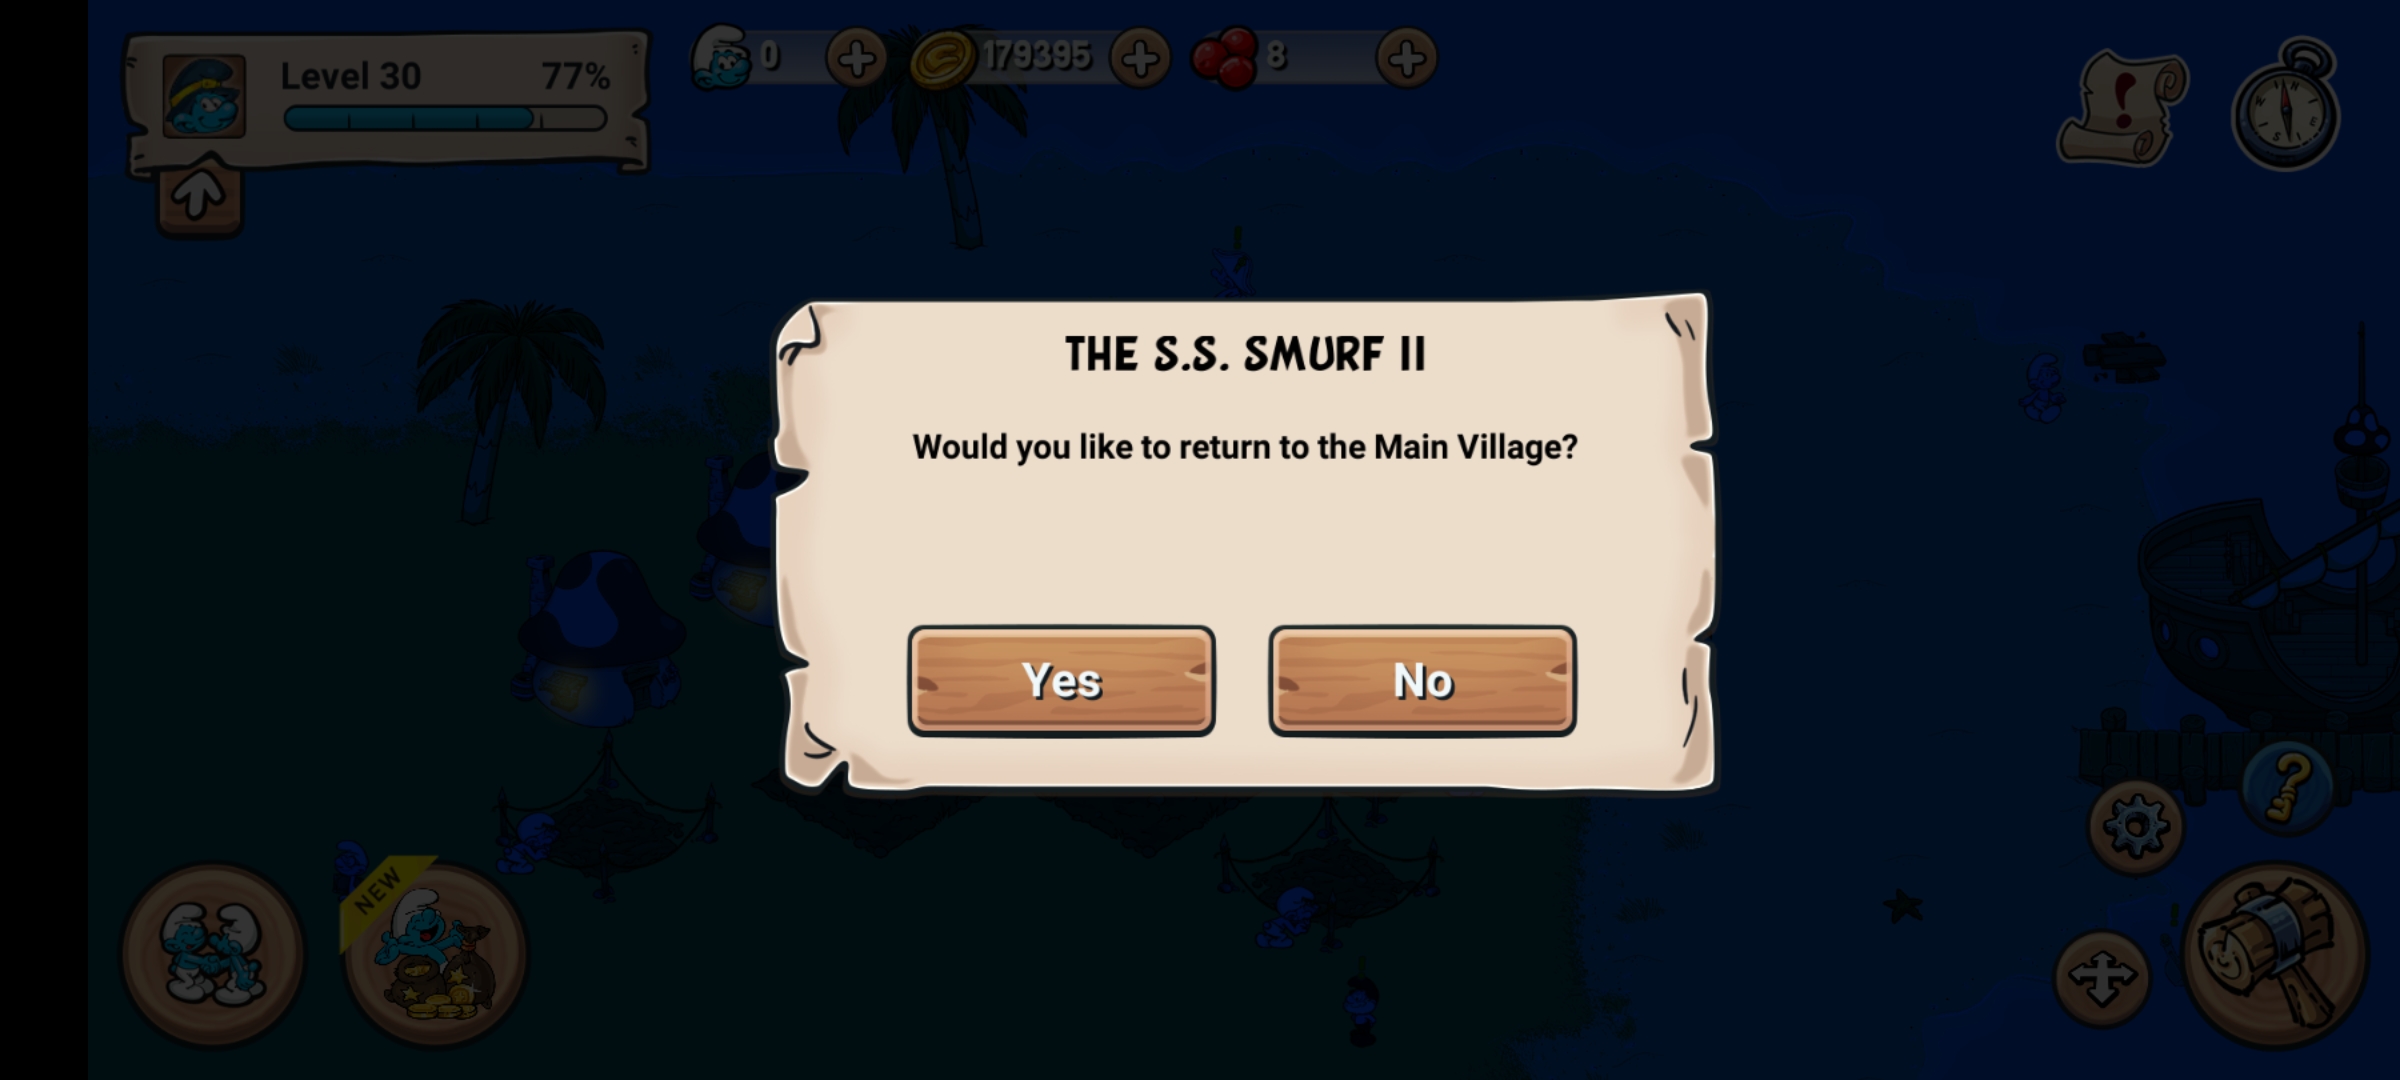 Level 30 77%
0
179395
8
THE S.S. SMURF II
Would you like to return to the Main Village?
Yes No
NEW